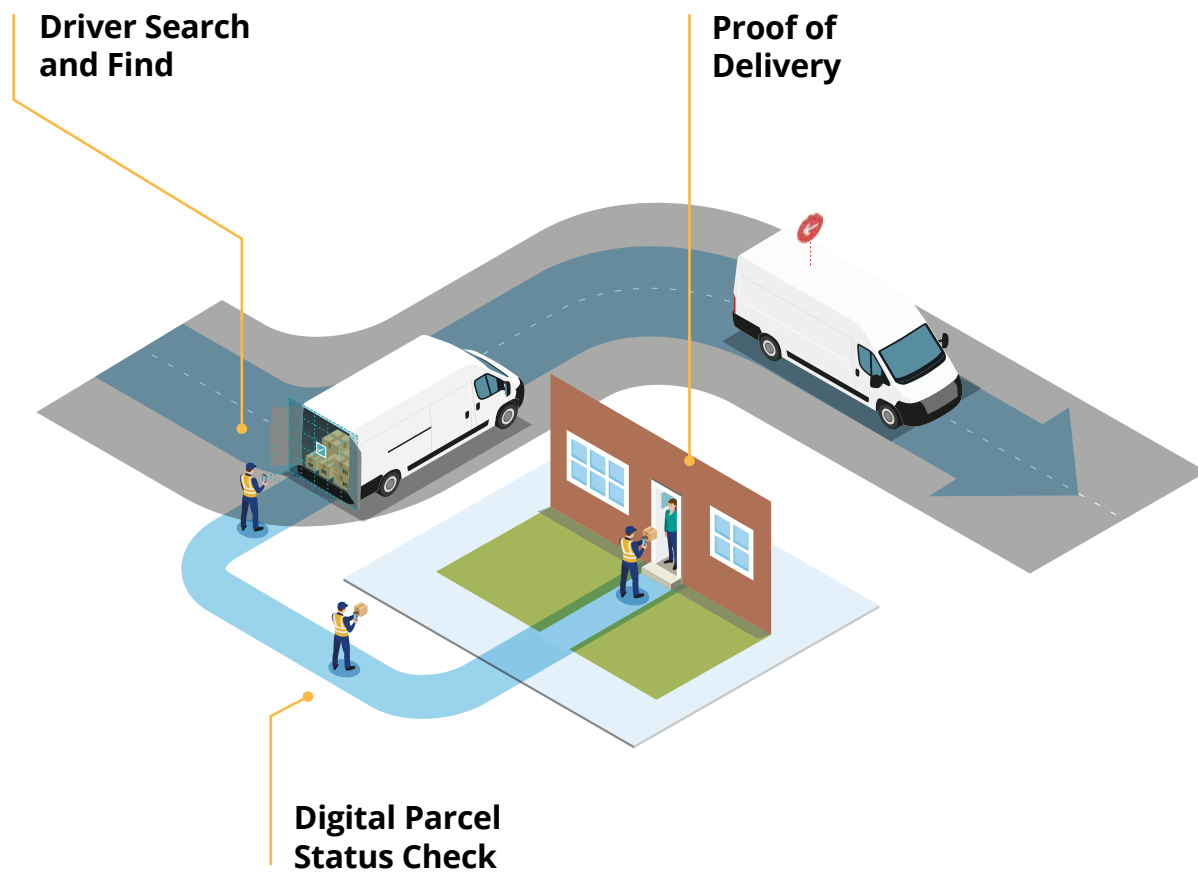 Driver Search
and Find
Proof of
Delivery
Digital Parcel
Status Check